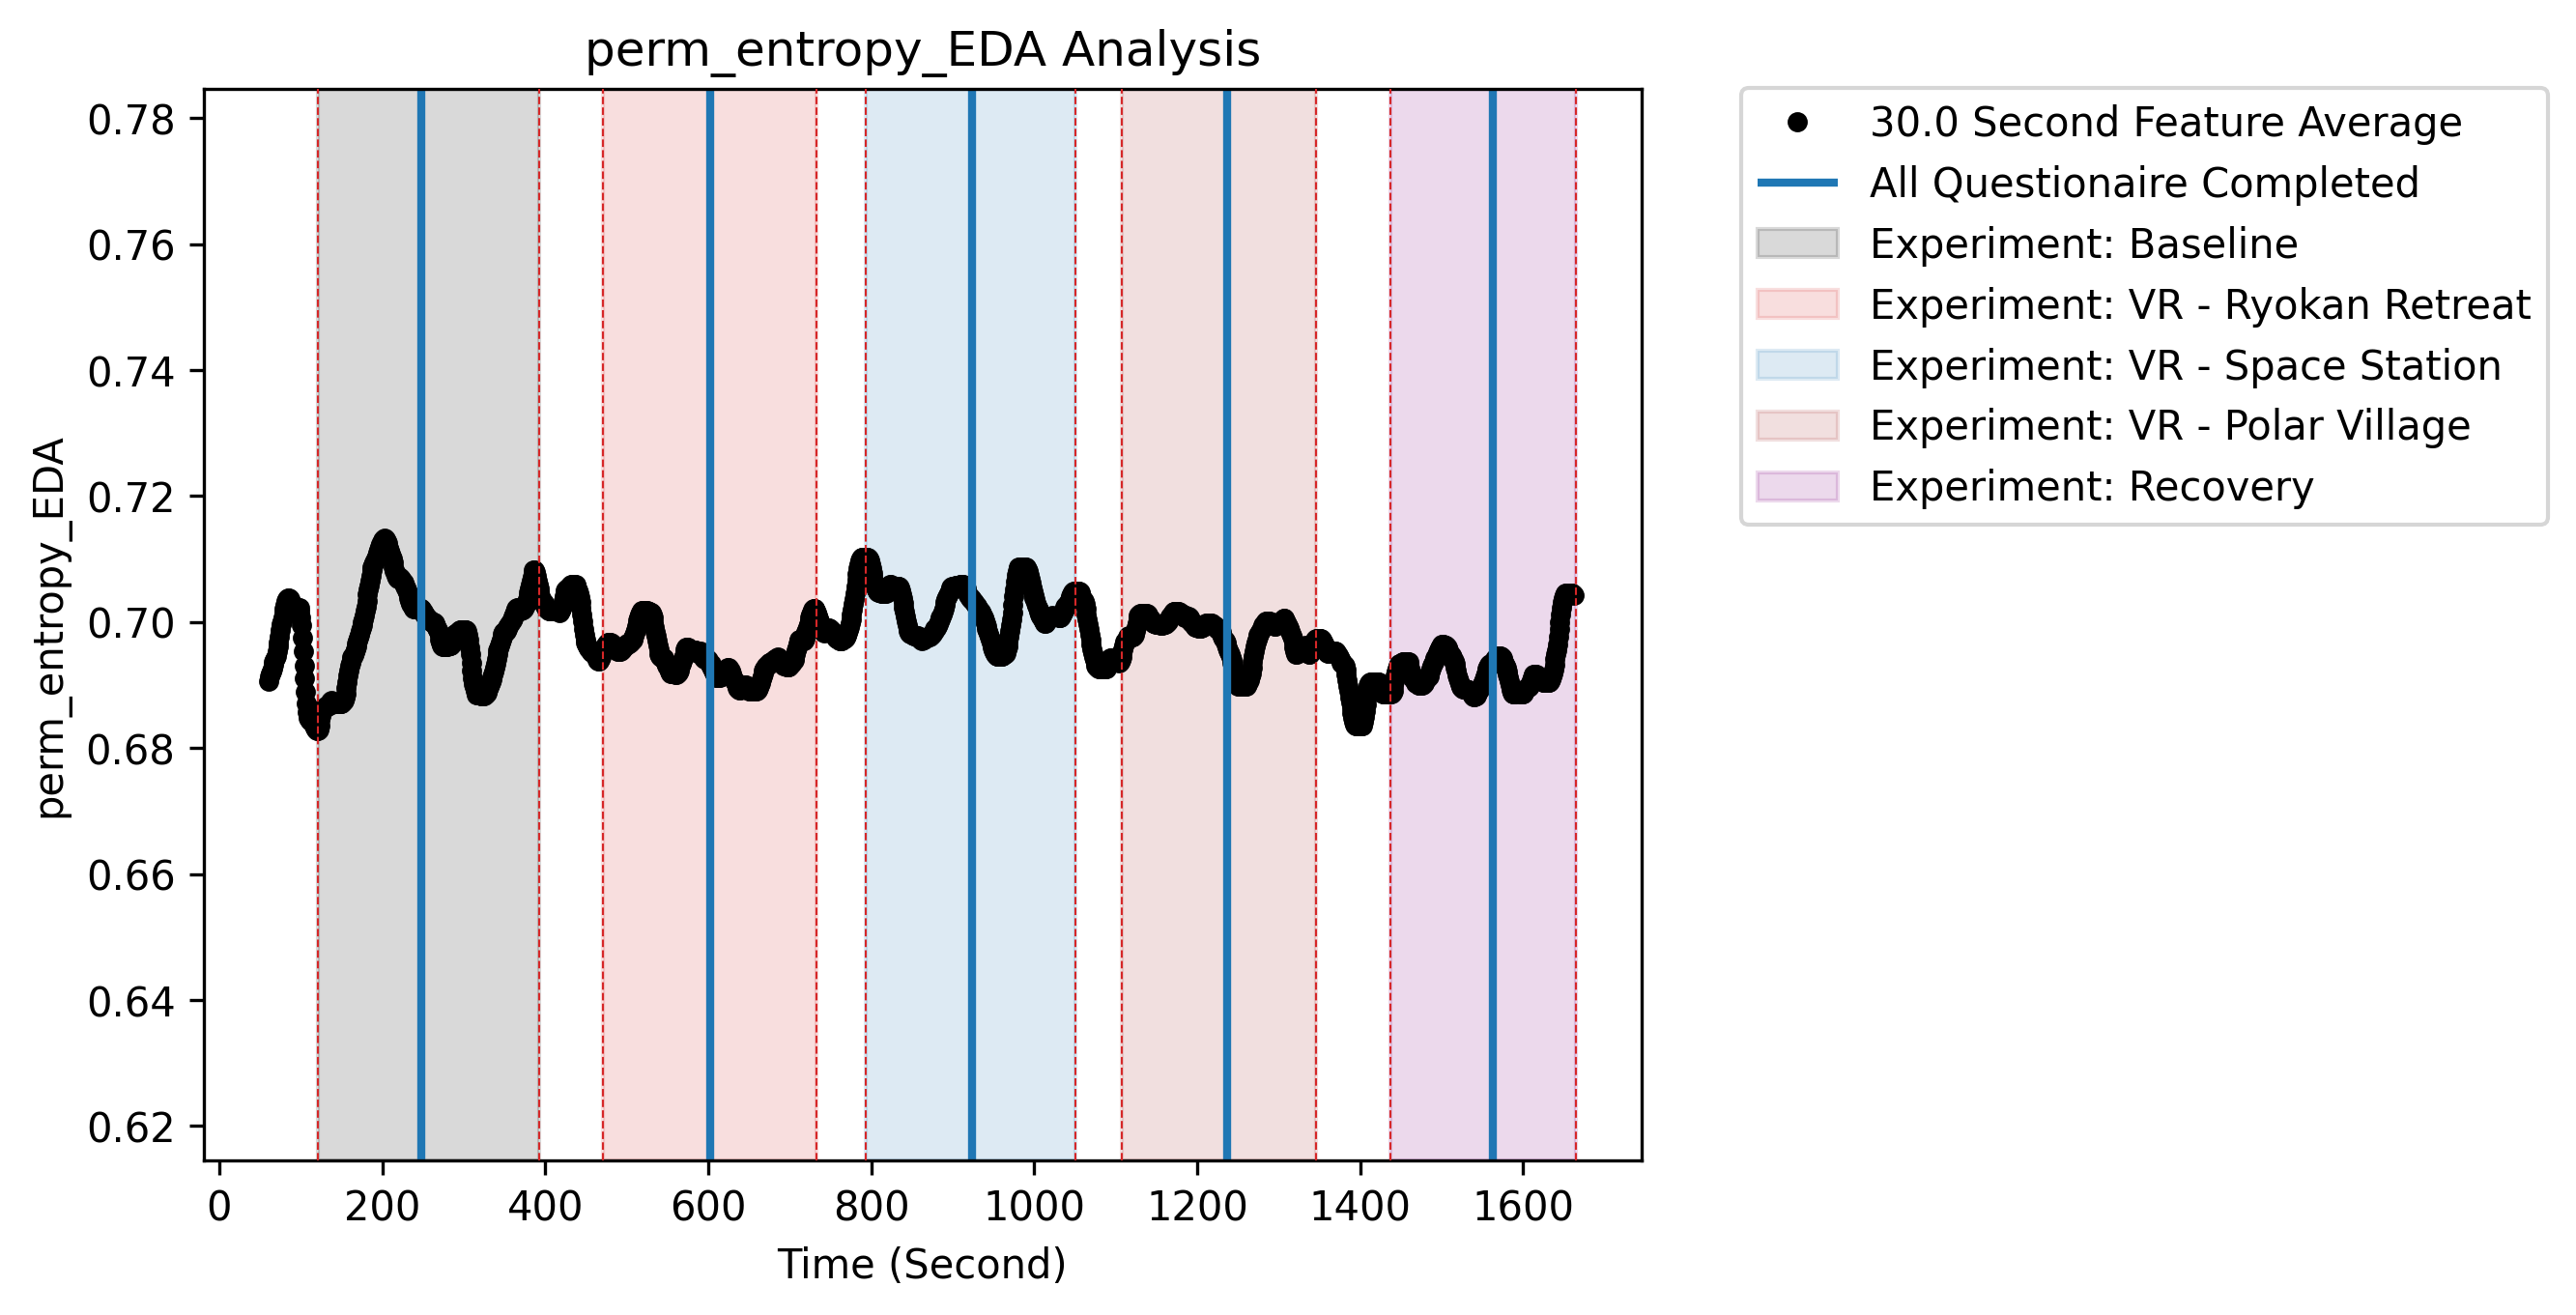 perm_entropy_EDA Analysis
perm_entropy_EDA
0.78
0.76
0.74
0.72
0.70
0.68
0.66
0.64
0.62
0
200
400
600
800
1000
1200
1400
1600
Time (Second)
30.0 Second Feature Average
All Questionaire Completed
Experiment: Baseline
Experiment: VR - Ryokan Retreat
Experiment: VR - Space Station
Experiment: VR - Polar Village
Experiment: Recovery